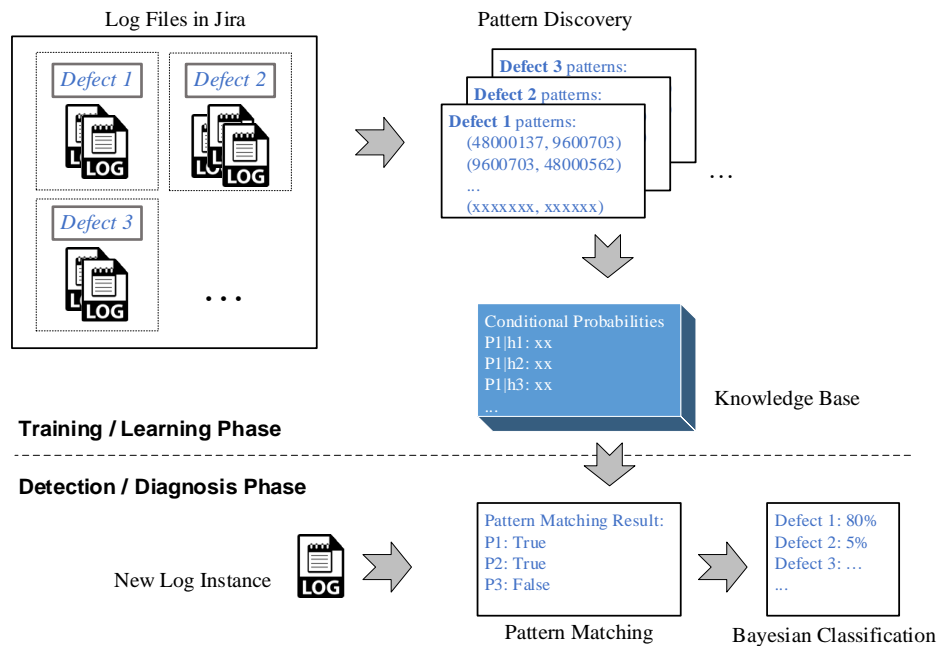 Log Files in Jira
Defect 1
LOG
LOG
Defect 2
LOG
LOG
LOG
Defect 3
LOG
LOG
...
Pattern Discovery
Defect 3 patterns:
Defect 2 patterns:
Defect 1 patterns:
(48000137, 9600703)
(9600703, 48000562)
...
(xxxxxxx, xxxxxx)
...
Conditional Probabilities
P1|h1: xx
P1|h2: xx
P1|h3: xx
...
Knowledge Base
Training / Learning Phase
Detection / Diagnosis Phase
New Log Instance
LOG
Pattern Matching Result:
P1: True
P2: True
P3: False
Pattern Matching
Defect 1: 80%
Defect 2: 5%
Defect 3: …
...
Bayesian Classification